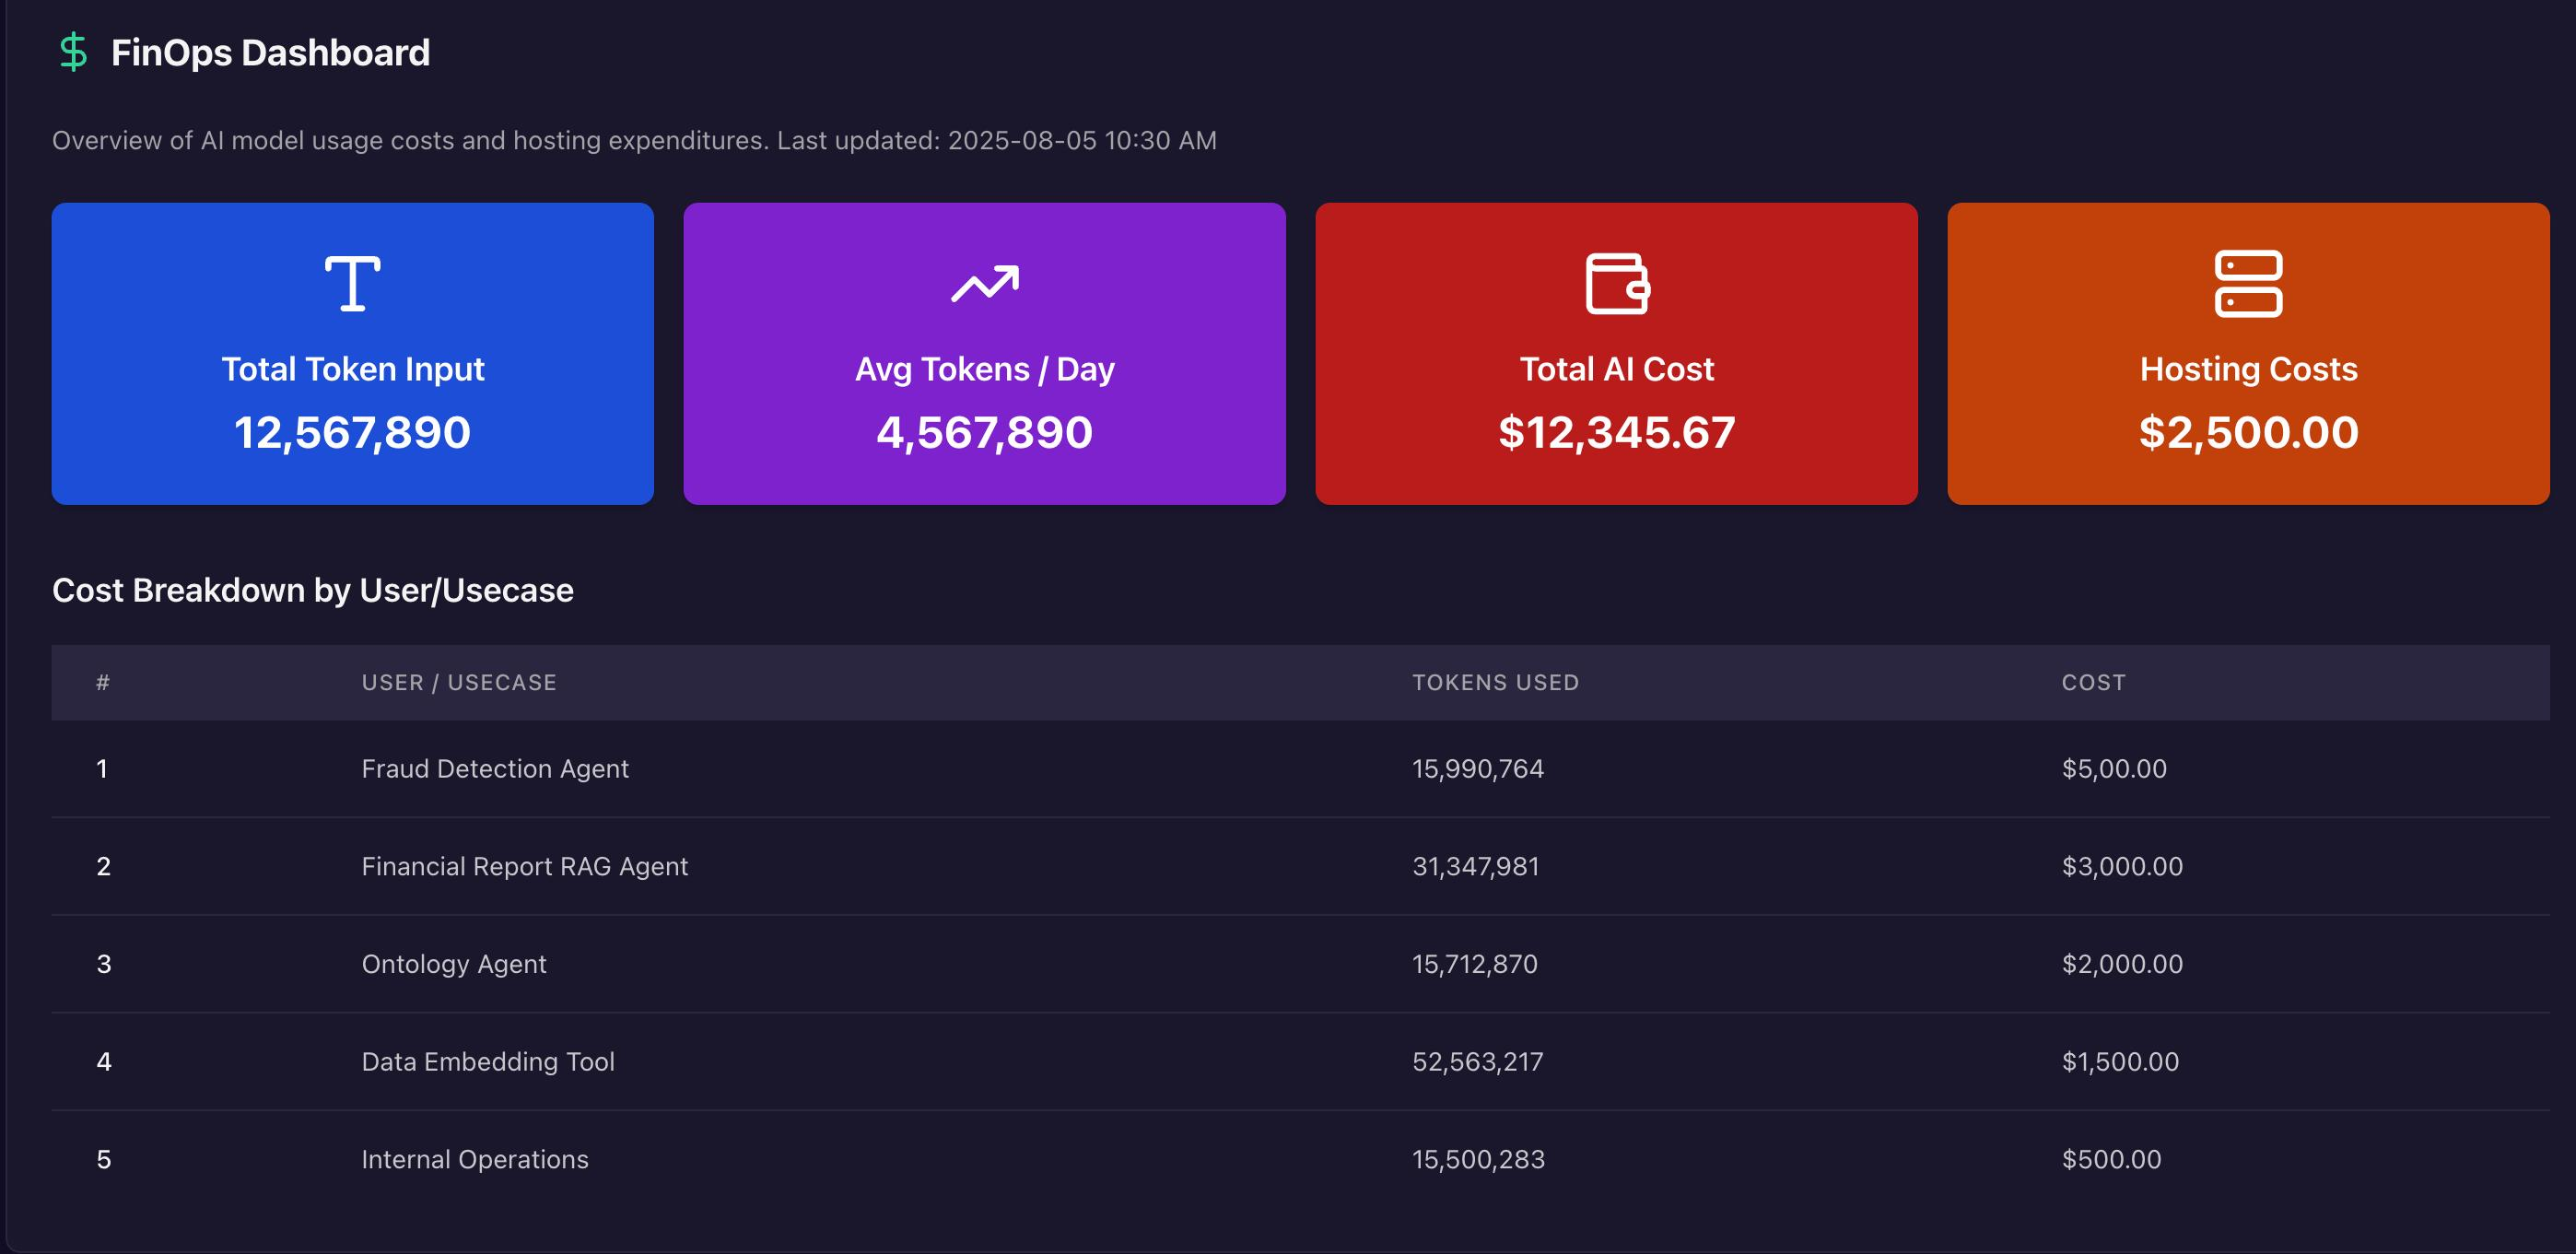 FinOps Dashboard
Overview of AI model usage costs and hosting expenditures. Last updated: 2025-08-05 10:30 AM
Total Token Input
12,567,890
Avg Tokens / Day
4,567,890
Total AI Cost
$12,345.67
Hosting Costs
$2,500.00
Cost Breakdown by User/Usecase
# USER / USECASE TOKENS USED COST
1 Fraud Detection Agent 15,990,764 $5,00.00
2 Financial Report RAG Agent 31,347,981 $3,000.00
3 Ontology Agent 15,712,870 $2,000.00
4 Data Embedding Tool 52,563,217 $1,500.00
5 Internal Operations 15,500,283 $500.00